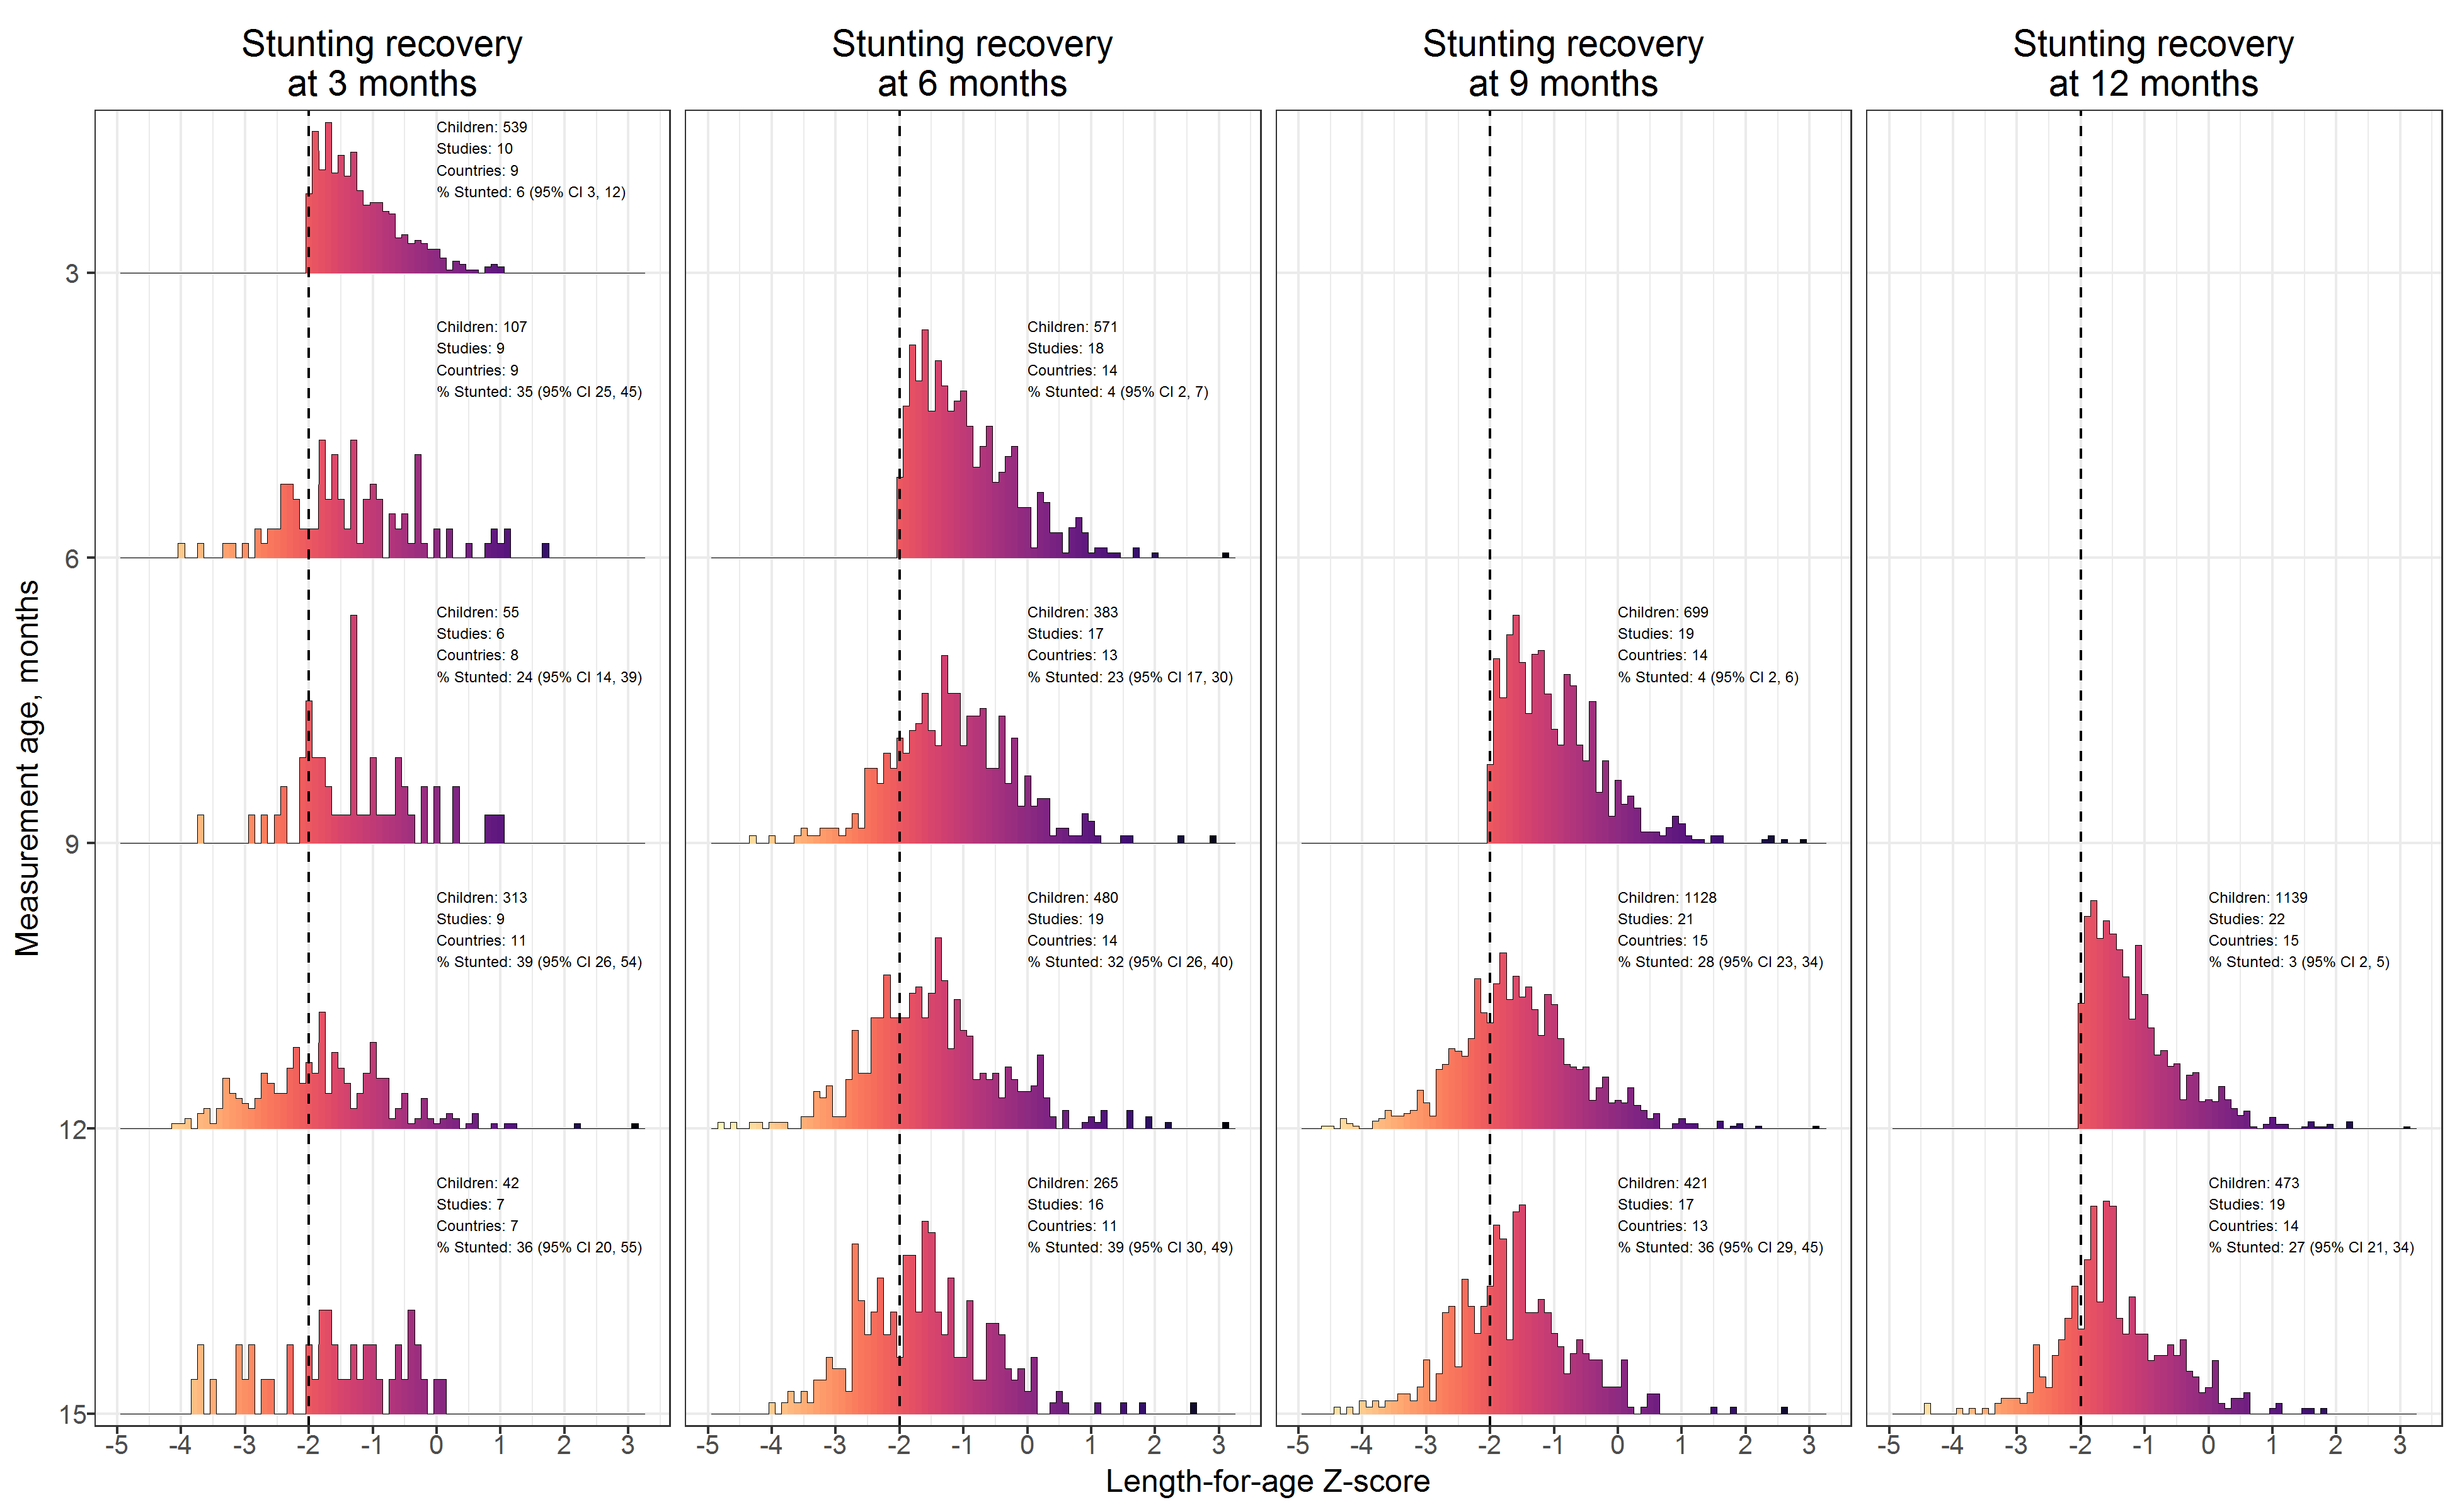 Stunting recovery
at 3 months
Stunting recovery
at 6 months
Stunting recovery
at 9 months
Stunting recovery
at 12 months
Measurement age, months
3
Children: 539
Studies: 10
Countries: 9
% Stunted: 6 (95% CI 3, 12)
6
Children: 107
Studies: 9
Countries: 9
% Stunted: 35 (95% CI 25, 45)
Children: 571
Studies: 18
Countries: 14
% Stunted: 4 (95% CI 2, 7)
9
Children: 55
Studies: 6
Countries: 8
% Stunted: 24 (95% CI 14, 39)
Children: 383
Studies: 17
Countries: 13
% Stunted: 23 (95% CI 17, 30)
Children: 699
Studies: 19
Countries: 14
% Stunted: 4 (95% CI 2, 6)
12
Children: 313
Studies: 9
Countries: 11
% Stunted: 39 (95% CI 26, 54)
Children: 480
Studies: 19
Countries: 14
% Stunted: 32 (95% CI 26, 40)
Children: 1128
Studies: 21
Countries: 15
% Stunted: 28 (95% CI 23, 34)
Children: 1139
Studies: 22
Countries: 15
% Stunted: 3 (95% CI 2, 5)
15
Children: 42
Studies: 7
Countries: 7
% Stunted: 36 (95% CI 20, 55)
Children: 265
Studies: 16
Countries: 11
% Stunted: 39 (95% CI 30, 49)
Children: 421
Studies: 17
Countries: 13
% Stunted: 36 (95% CI 29, 45)
Children: 473
Studies: 19
Countries: 14
% Stunted: 27 (95% CI 21, 34)
-5 -4 -3 -2 -1 0 1 2 3
-5 -4 -3 -2 -1 0 1 2 3
-5 -4 -3 -2 -1 0 1 2 3
-5 -4 -3 -2 -1 0 1 2 3
Length-for-age Z-score